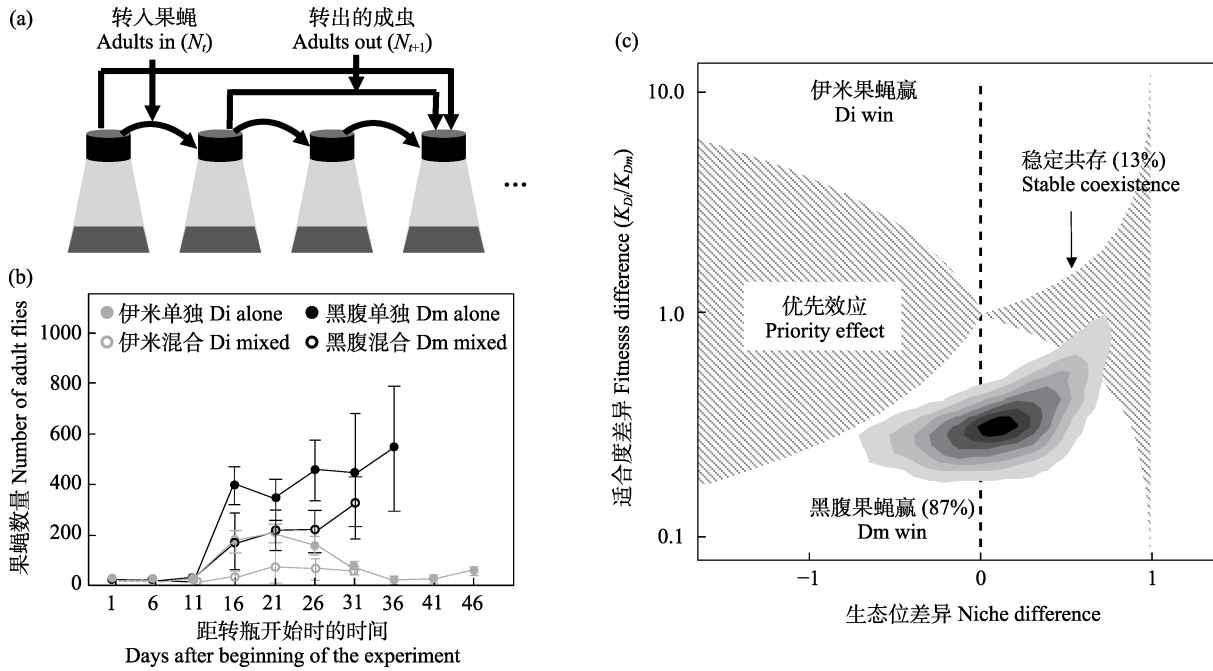 (a)
转入果蝇
Adults in (Nt)
转出的成虫
Adults out (Nt+1)
...
(b)
伊米单独 Di alone
黑腹单独 Dm alone
伊米混合 Di mixed
黑腹混合 Dm mixed
果蝇数量 Number of adult flies
1000
800
600
400
200
0
1 6 11 16 21 26 31 36 41 46
距转瓶开始时的时间
Days after beginning of the experiment
(c)
适合度差异 Fitnesss difference (KDi/KDm)
10.0
1.0
0.1
伊米果蝇赢
Di win
稳定共存 (13%)
Stable coexistence
优先效应
Priority effect
黑腹果蝇赢 (87%)
Dm win
−1 0 1
生态位差异 Niche difference